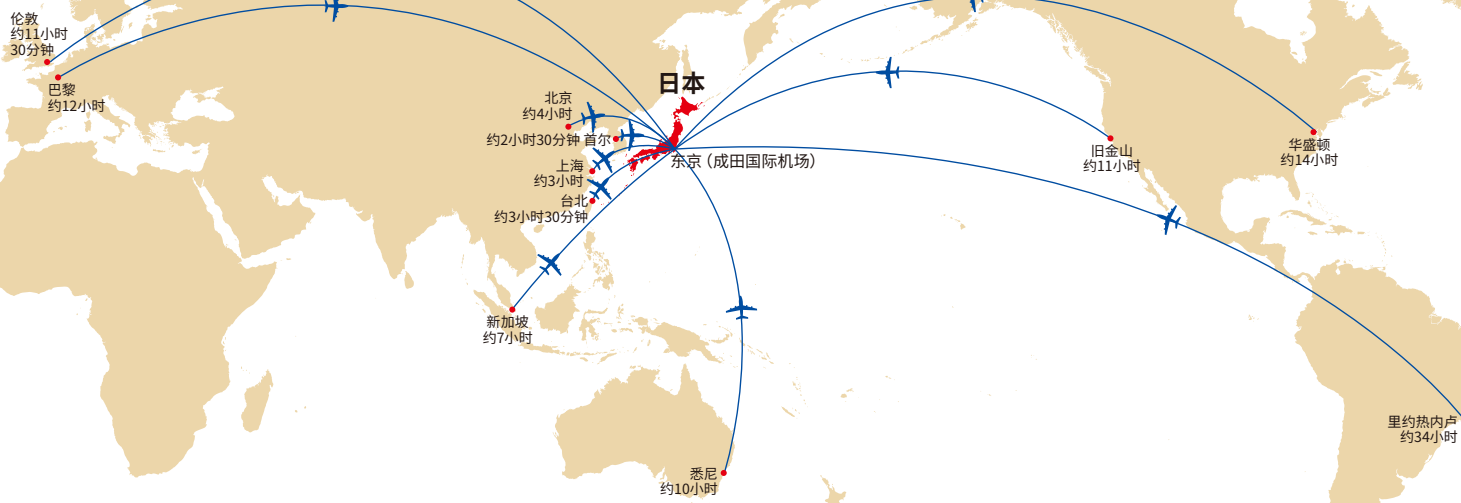 伦敦
约11小时
30分钟
巴黎
约12小时
日本
北京
约4小时
约2小时30分钟 首尔
上海
约3小时
台北
约3小时30分钟
东京（成田国际机场）
新加坡
约7小时
悉尼
约10小时
旧金山
约11小时
华盛顿
约14小时
里约热内卢
约34小时